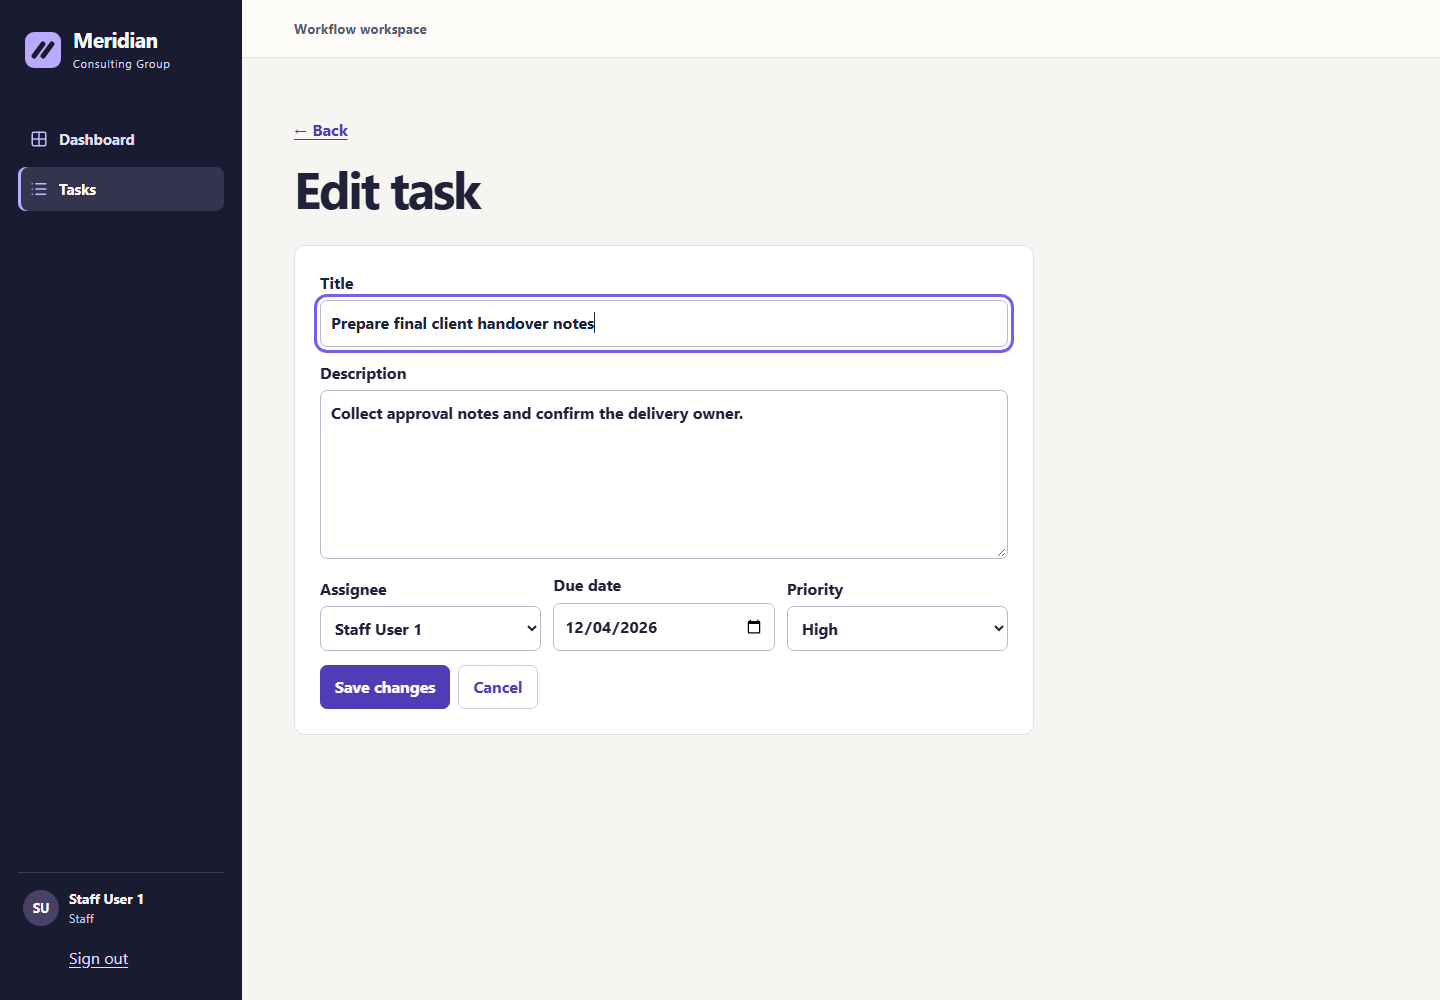 Meridian
Consulting Group
Dashboard
Tasks
Staff User 1
SU
Staff
Sign out
Workflow workspace
← Back
Edit task
Title
Prepare final client handover notes
Description
Collect approval notes and confirm the delivery owner.
Assignee
Due date
Priority
Staff User 1
12/04/2026
High
Save changes
Cancel